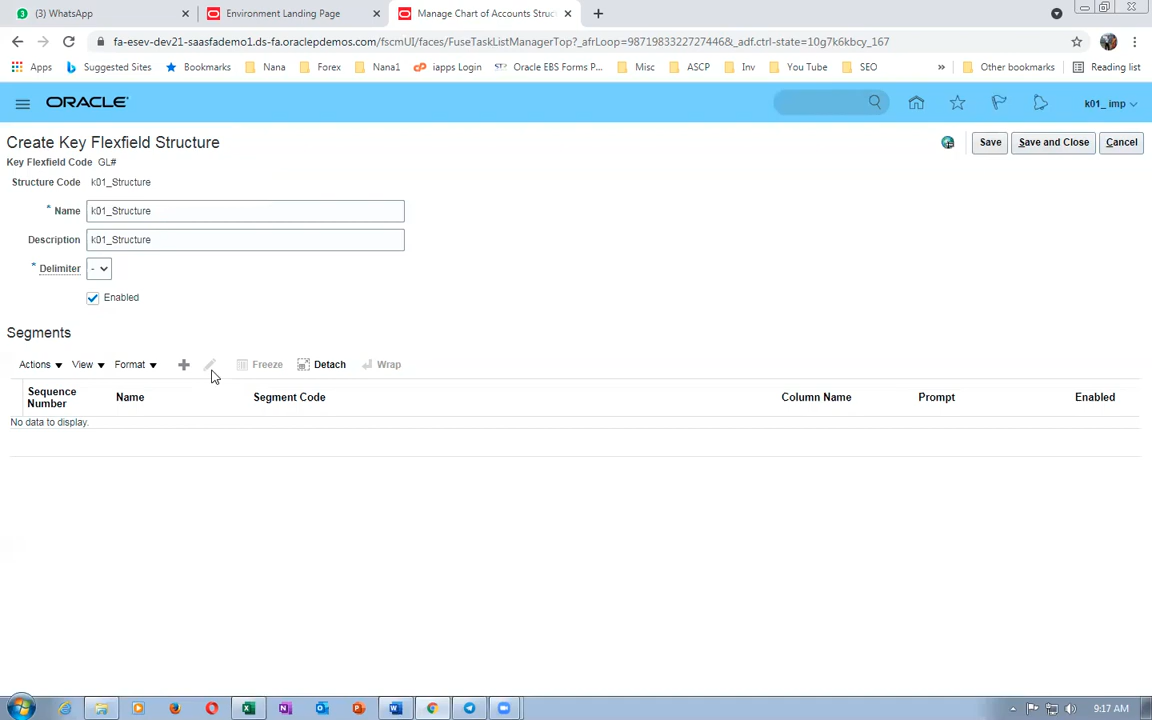 (3) WhatsApp
Environment Landing Page
Manage Chart of Accounts Struc
fa-esev-dev21-saasfademo1.ds-fa.oraclepdemos.com/fscmUI/faces/FuseTaskListManagerTop?_afrLoop=9871983322727446&_adf.ctrl-state=10g7k6kbcy_167
Apps Suggested Sites Bookmarks Nana Forex Nana1 iapps Login Oracle EBS Forms P... Misc ASCP Inv You Tube SEO » Other bookmarks Reading list
ORACLE k01_ imp
Create Key Flexfield Structure
Save Save and Close Cancel
Key Flexfield Code GL#
Structure Code k01_Structure
* Name k01_Structure
Description k01_Structure
* Delimiter -
Enabled
Segments
Actions View Format Freeze Detach Wrap
Sequence Number Name Segment Code Column Name Prompt Enabled
No data to display.
9:17 AM